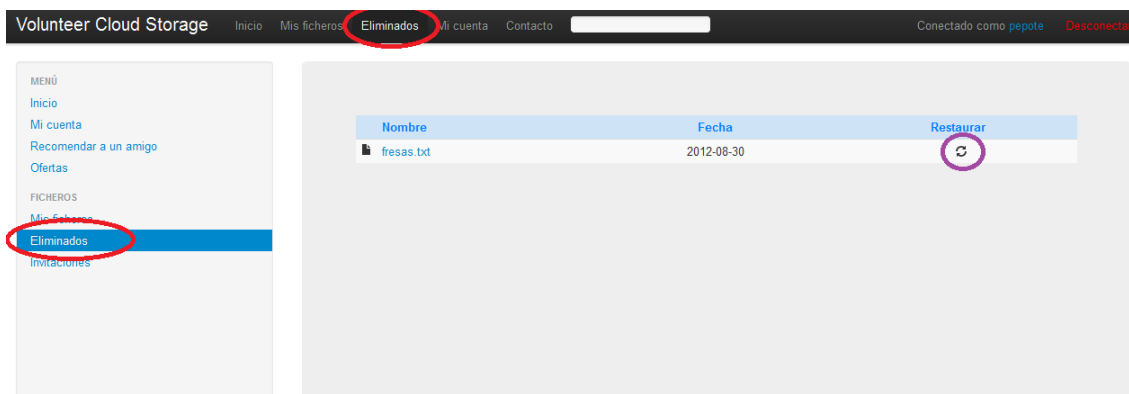 Volunteer Cloud Storage Inicio Mis ficheros Eliminados Mi cuenta Contacto Conectado como pepote Desconecta
MENÚ
Inicio
Mi cuenta
Recomendar a un amigo
Ofertas
FICHEROS
Mis ficheros
Eliminados
Invitaciones
Nombre Fecha Restaurar
fresas.txt 2012-08-30